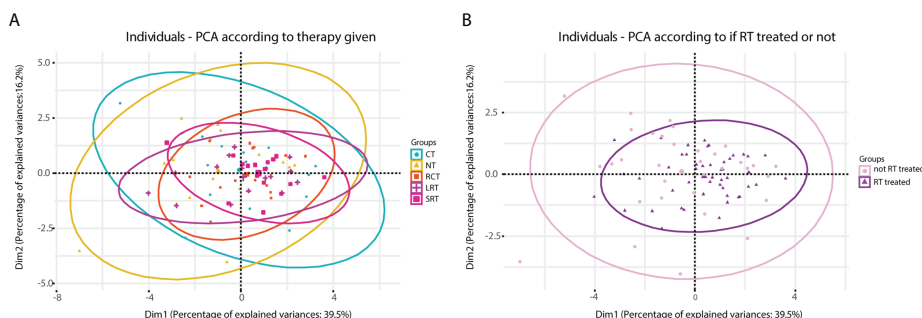 A
Individuals - PCA according to therapy given
Dim2 (Percentage of explained variances:16.2%)
5.0
2.5
0.0
-2.5
-5.0
-8
-4
0
4
Dim1 (Percentage of explained variances: 39.5%)
Groups
CT
NT
RCT
LRT
SRT
B
Individuals - PCA according to if RT treated or not
Dim2 (Percentage of explained variances:16.2%)
2.5
0.0
-2.5
-4
0
4
Dim1 (Percentage of explained variances: 39.5%)
Groups
not RT treated
RT treated